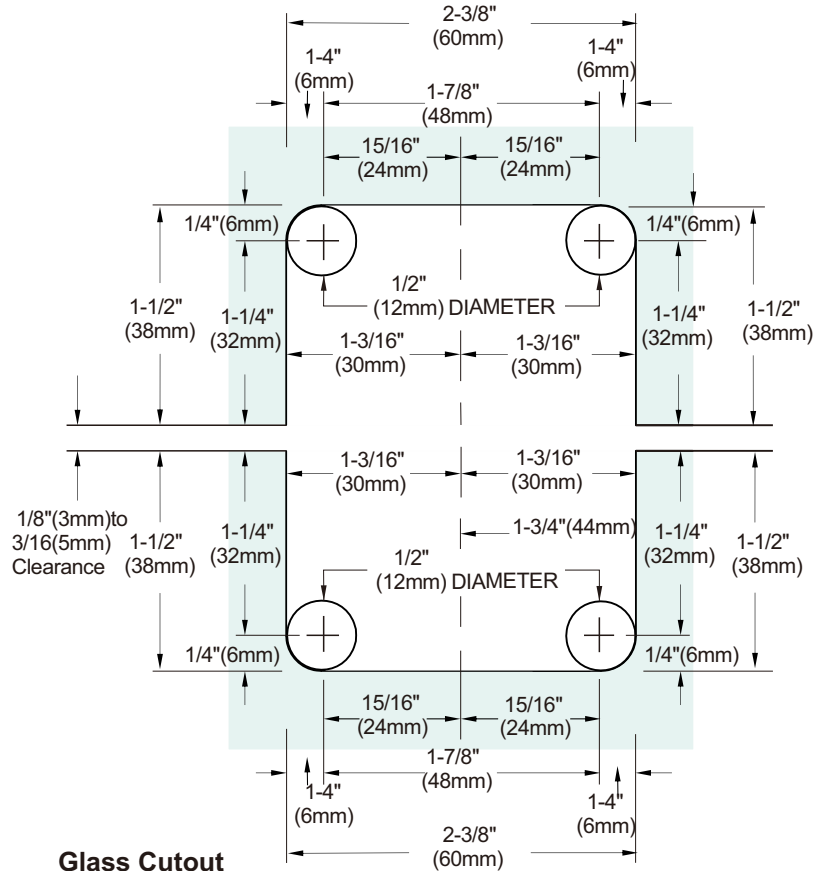 2-3/8"
(60mm)
1-4"
(6mm)
1-4"
(6mm)
1-7/8"
(48mm)
15/16"
(24mm)
15/16"
(24mm)
1/4"(6mm)
1/4"(6mm)
1/2"
(12mm) DIAMETER
1-1/2"
(38mm)
1-1/4"
(32mm)
1-1/4"
(32mm)
1-1/2"
(38mm)
1-3/16"
(30mm)
1-3/16"
(30mm)
1-3/16"
(30mm)
1-3/16"
(30mm)
1/8"(3mm)to
3/16(5mm)
Clearance
1-1/2"
(38mm)
1-1/4"
(32mm)
1-3/4"(44mm)
1-1/4"
(32mm)
1-1/2"
(38mm)
1/2"
(12mm) DIAMETER
1/4"(6mm)
1/4"(6mm)
15/16"
(24mm)
15/16"
(24mm)
1-7/8"
(48mm)
1-4"
(6mm)
1-4"
(6mm)
2-3/8"
(60mm)
Glass Cutout